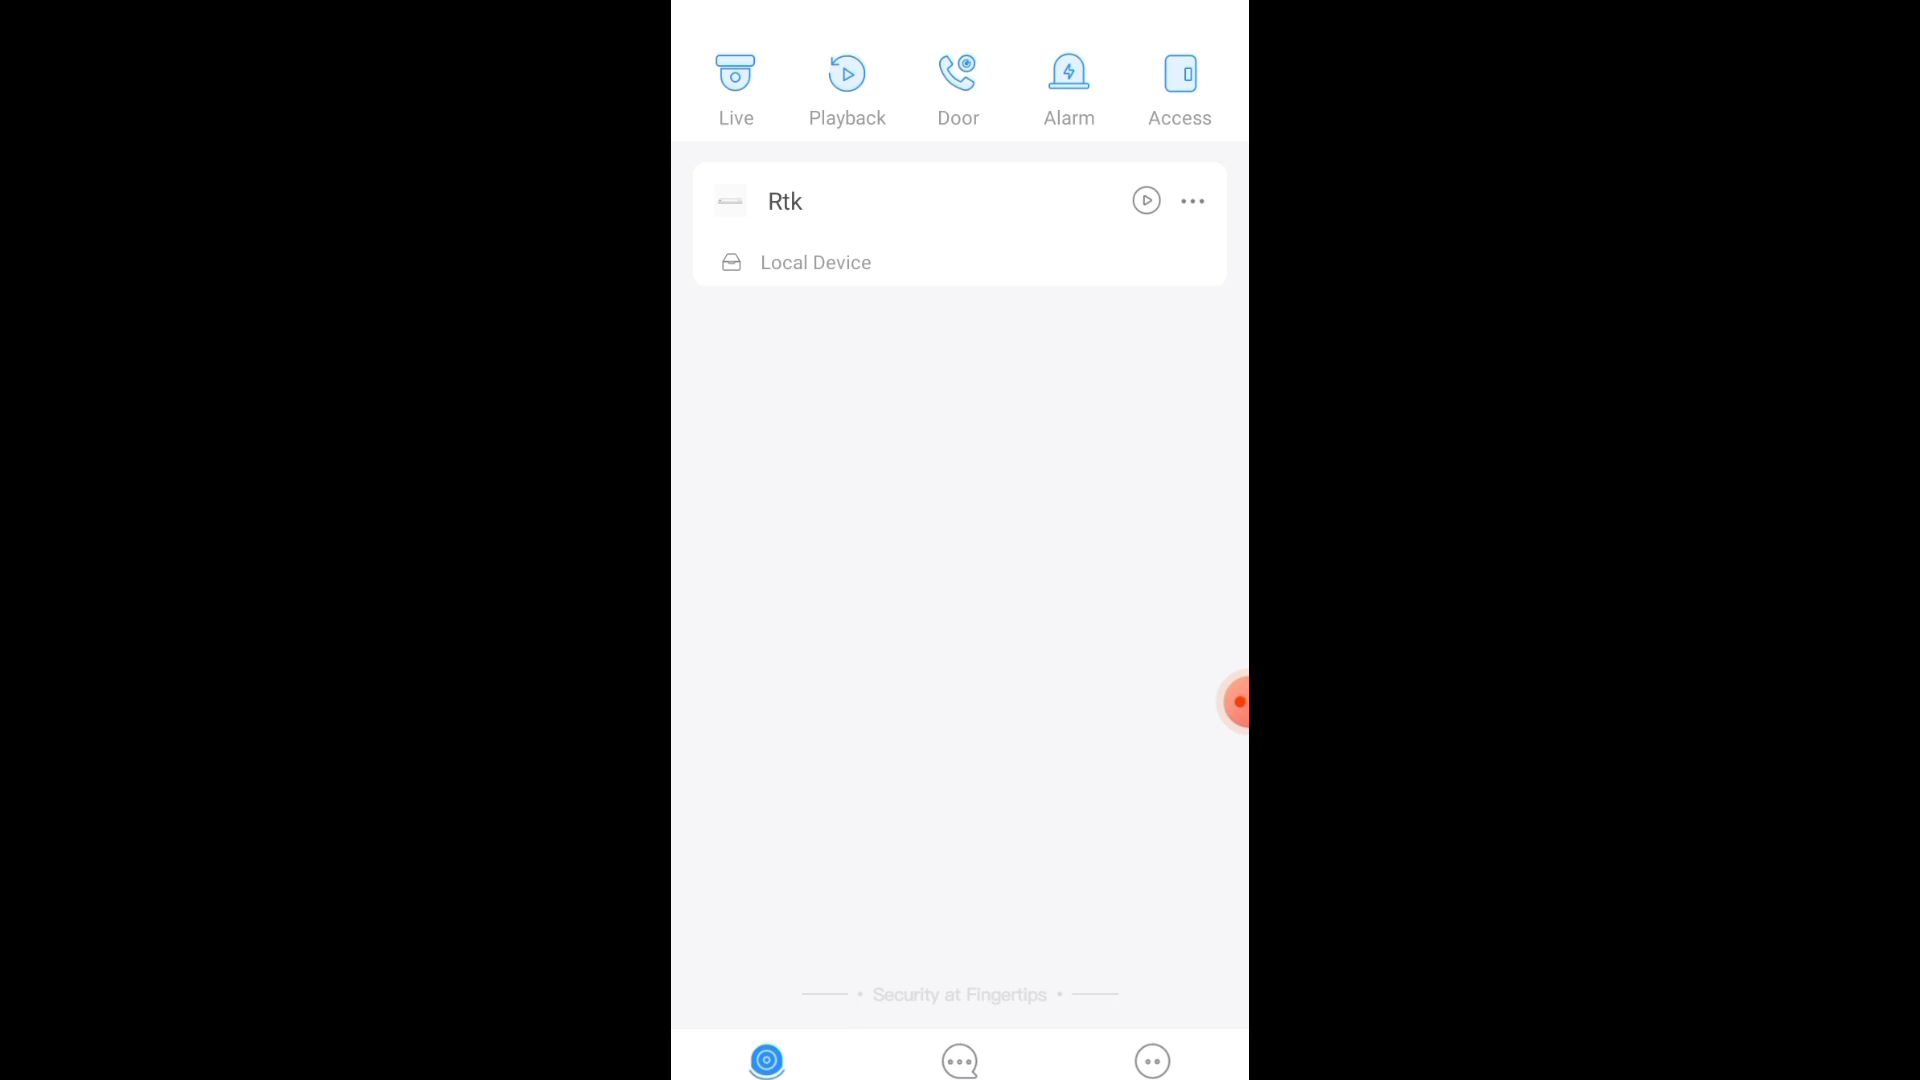 Live Playback Door Alarm Access
Rtk
Local Device
Security at Fingertips